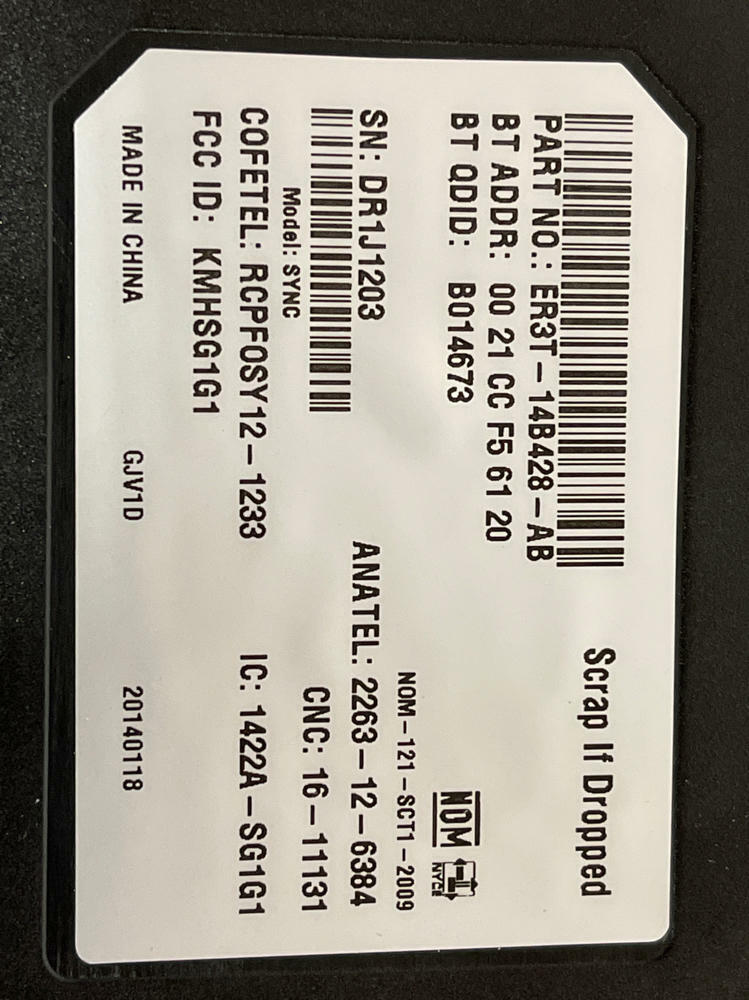 Scrap If Dropped
PART NO.: ER3T-14B428-AB
BT ADDR: 00 21 CC F5 61 20
BT QDID: B014673
NOM NYCE
NOM-121-SCT1-2009
SN: DR1J1203
ANATEL: 2263-12-6384
CNC: 16-11131
Model: SYNC
COFETEL: RCPFOSY12-1233 IC: 1422A-SG1G1
FCC ID: KMHSG1G1
MADE IN CHINA GJV1D 20140118